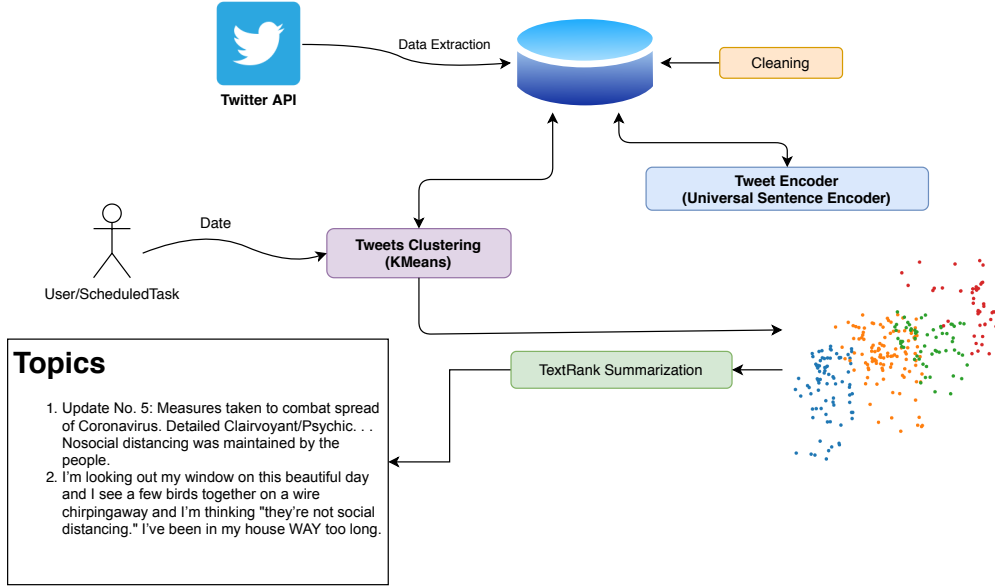 Data Extraction
Cleaning
Twitter API
Tweet Encoder
(Universal Sentence Encoder)
Date
Tweets Clustering
(KMeans)
User/ScheduledTask
Topics
TextRank Summarization
1. Update No. 5: Measures taken to combat spread
of Coronavirus. Detailed Clairvoyant/Psychic. . .
Nosocial distancing was maintained by the
people.
2. I'm looking out my window on this beautiful day
and I see a few birds together on a wire
chirpingaway and I'm thinking "they're not social
distancing." I've been in my house WAY too long.